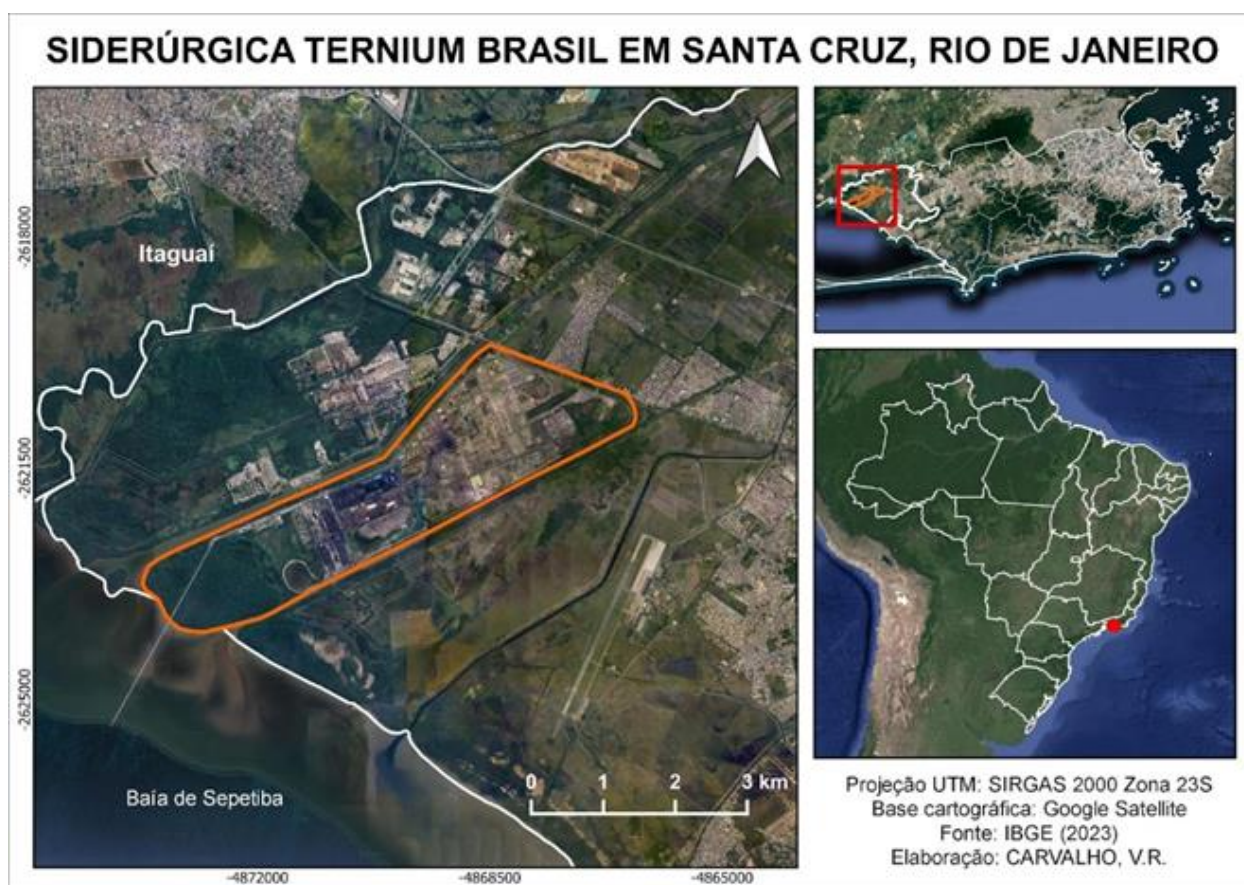 SIDERÚRGICA TERNIUM BRASIL EM SANTA CRUZ, RIO DE JANEIRO
Itaguaí
Baía de Sepetiba
0 1 2 3 km
-2618000
-2621500
-2625000
-4872000 -4868500 -4865000
Projeção UTM: SIRGAS 2000 Zona 23S
Base cartográfica: Google Satellite
Fonte: IBGE (2023)
Elaboração: CARVALHO, V.R.